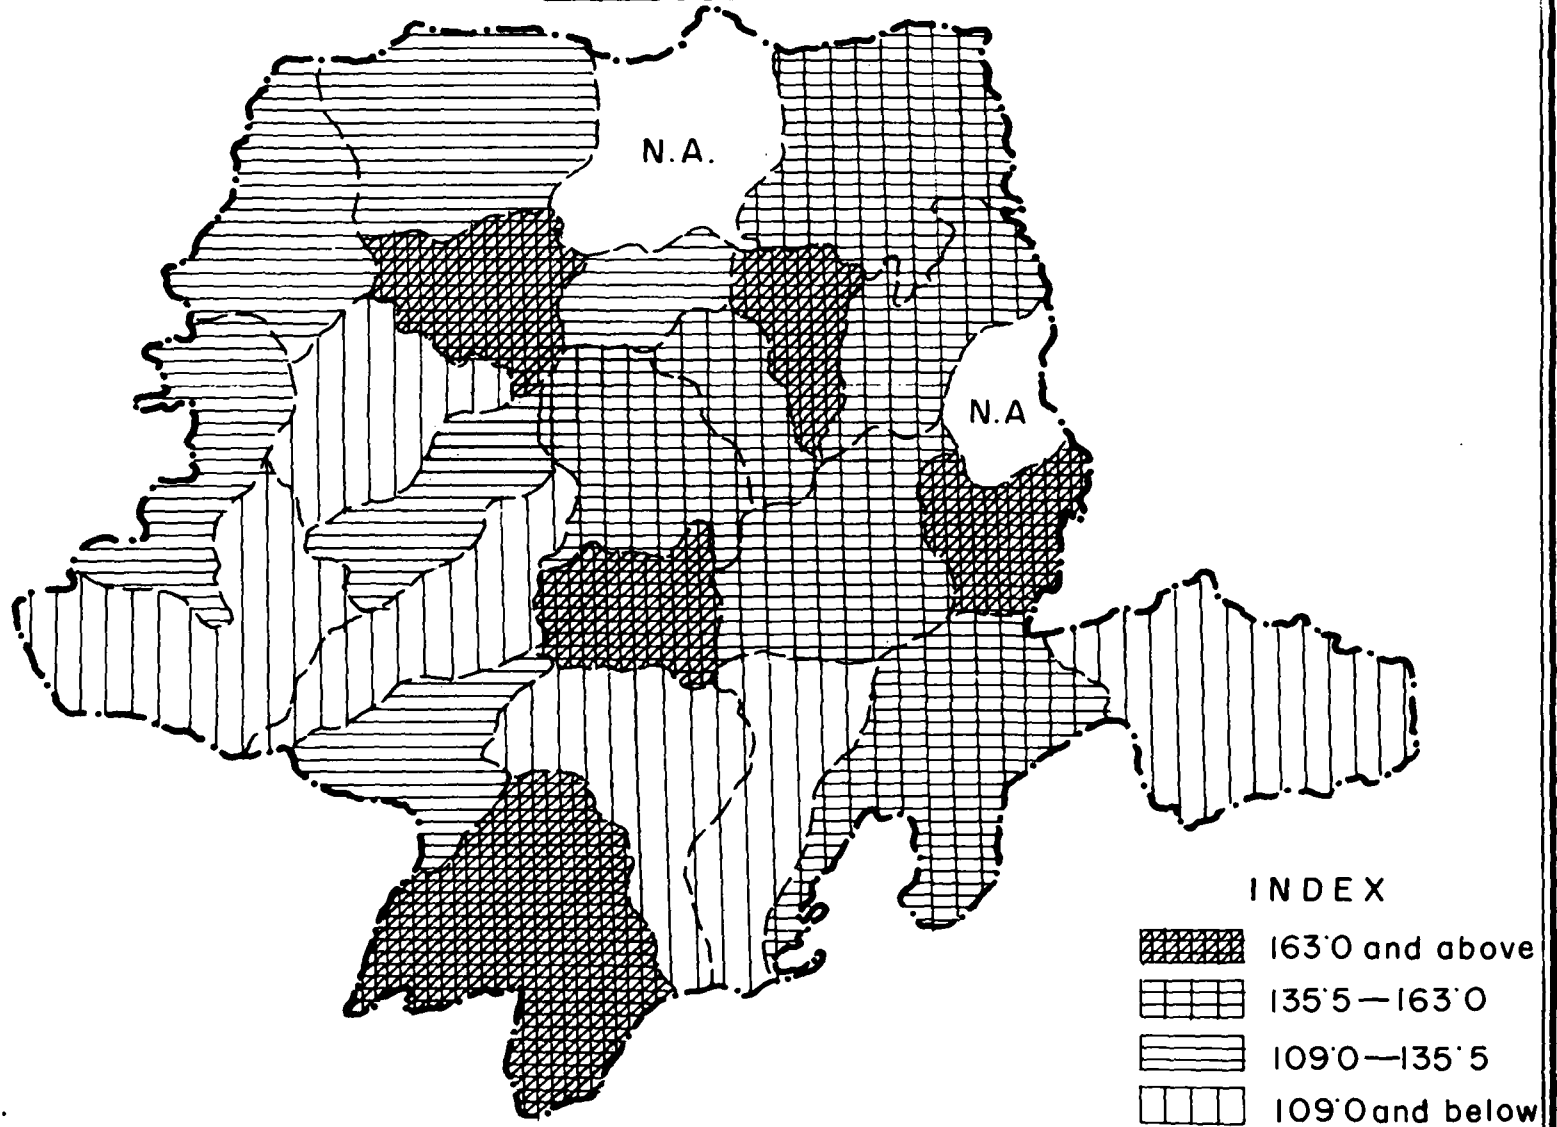 N.A.
N.A
INDEX
163·0 and above
135·5—163·0
109·0—135·5
109·0 and below